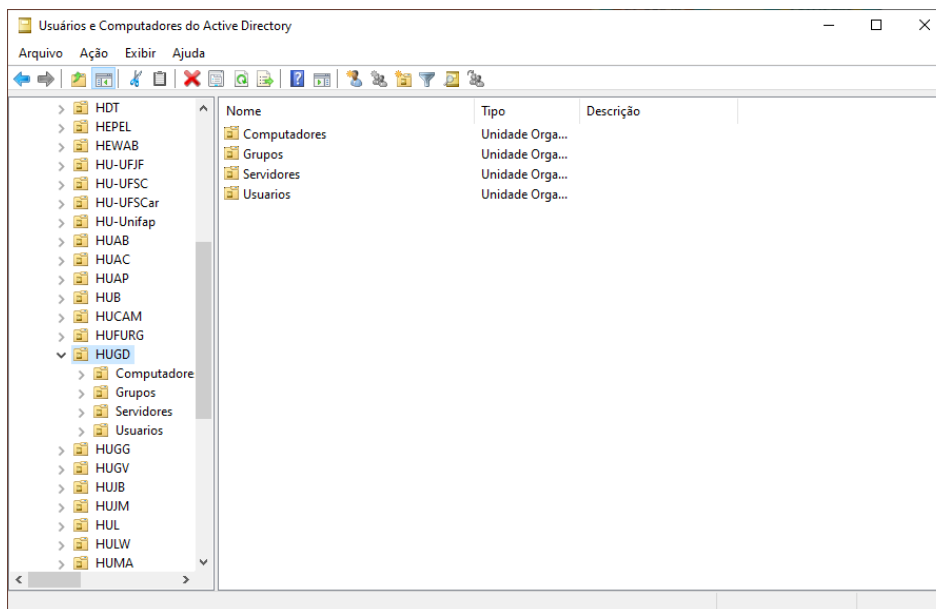 Usuários e Computadores do Active Directory
Arquivo Ação Exibir Ajuda
HDT
HEPEL
HEWAB
HU-UFJF
HU-UFSC
HU-UFSCar
HU-Unifap
HUAB
HUAC
HUAP
HUB
HUCAM
HUFURG
HUGD
Computadore
Grupos
Servidores
Usuarios
HUGG
HUGV
HUJB
HUJM
HUL
HULW
HUMA
Nome Tipo Descrição
Computadores Unidade Orga...
Grupos Unidade Orga...
Servidores Unidade Orga...
Usuarios Unidade Orga...